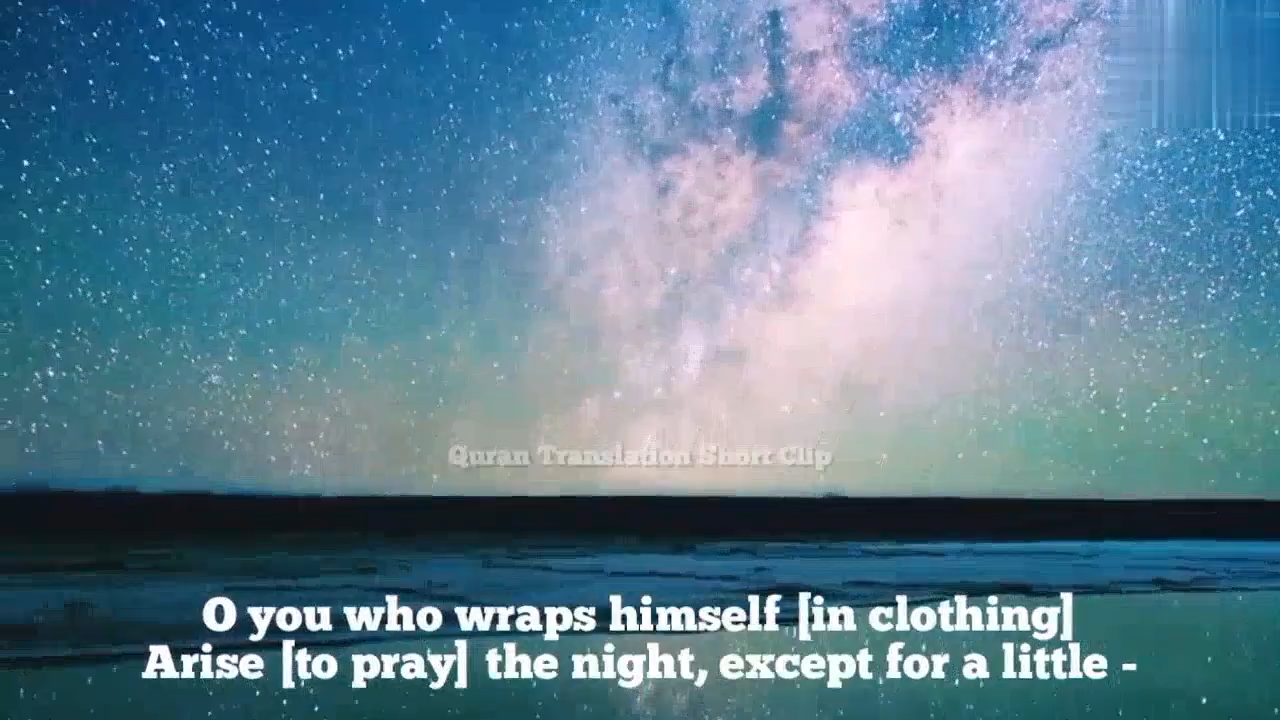 Quran Translation Short Clip
O you who wraps himself [in clothing]
Arise [to pray] the night, except for a little -